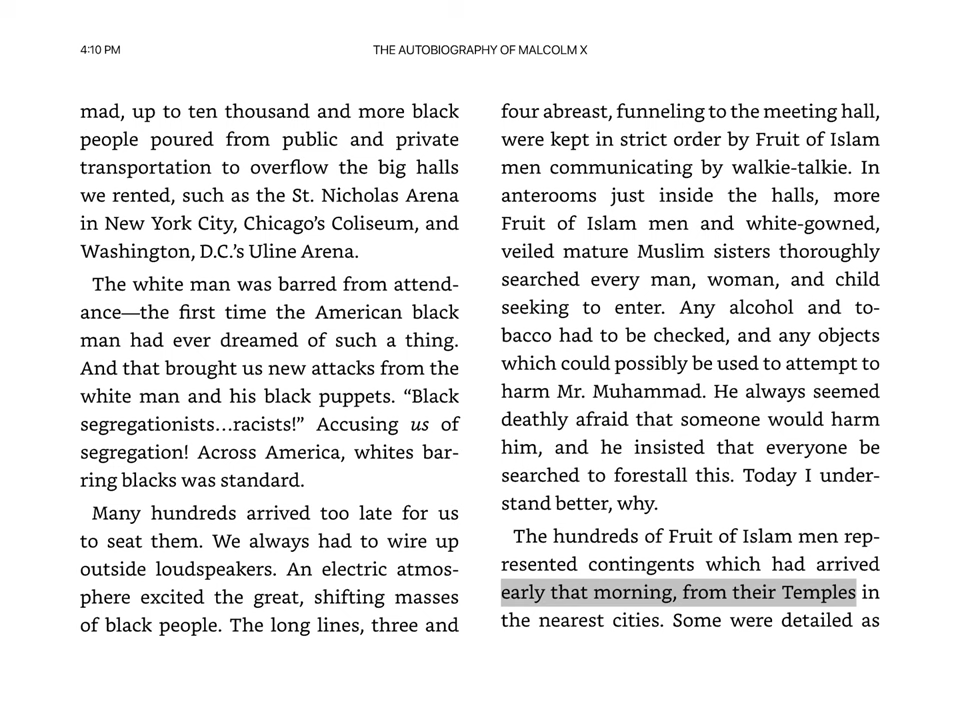 4:10 PM
THE AUTOBIOGRAPHY OF MALCOLM X
mad, up to ten thousand and more black
people poured from public and private
transportation to overflow the big halls
we rented, such as the St. Nicholas Arena
in New York City, Chicago’s Coliseum, and
Washington, D.C.’s Uline Arena.
The white man was barred from attend-
ance—the first time the American black
man had ever dreamed of such a thing.
And that brought us new attacks from the
white man and his black puppets. “Black
segregationists…racists!” Accusing us of
segregation! Across America, whites bar-
ring blacks was standard.
Many hundreds arrived too late for us
to seat them. We always had to wire up
outside loudspeakers. An electric atmos-
phere excited the great, shifting masses
of black people. The long lines, three and
four abreast, funneling to the meeting hall,
were kept in strict order by Fruit of Islam
men communicating by walkie-talkie. In
anterooms just inside the halls, more
Fruit of Islam men and white-gowned,
veiled mature Muslim sisters thoroughly
searched every man, woman, and child
seeking to enter. Any alcohol and to-
bacco had to be checked, and any objects
which could possibly be used to attempt to
harm Mr. Muhammad. He always seemed
deathly afraid that someone would harm
him, and he insisted that everyone be
searched to forestall this. Today I under-
stand better, why.
The hundreds of Fruit of Islam men rep-
resented contingents which had arrived
early that morning, from their Temples in
the nearest cities. Some were detailed as